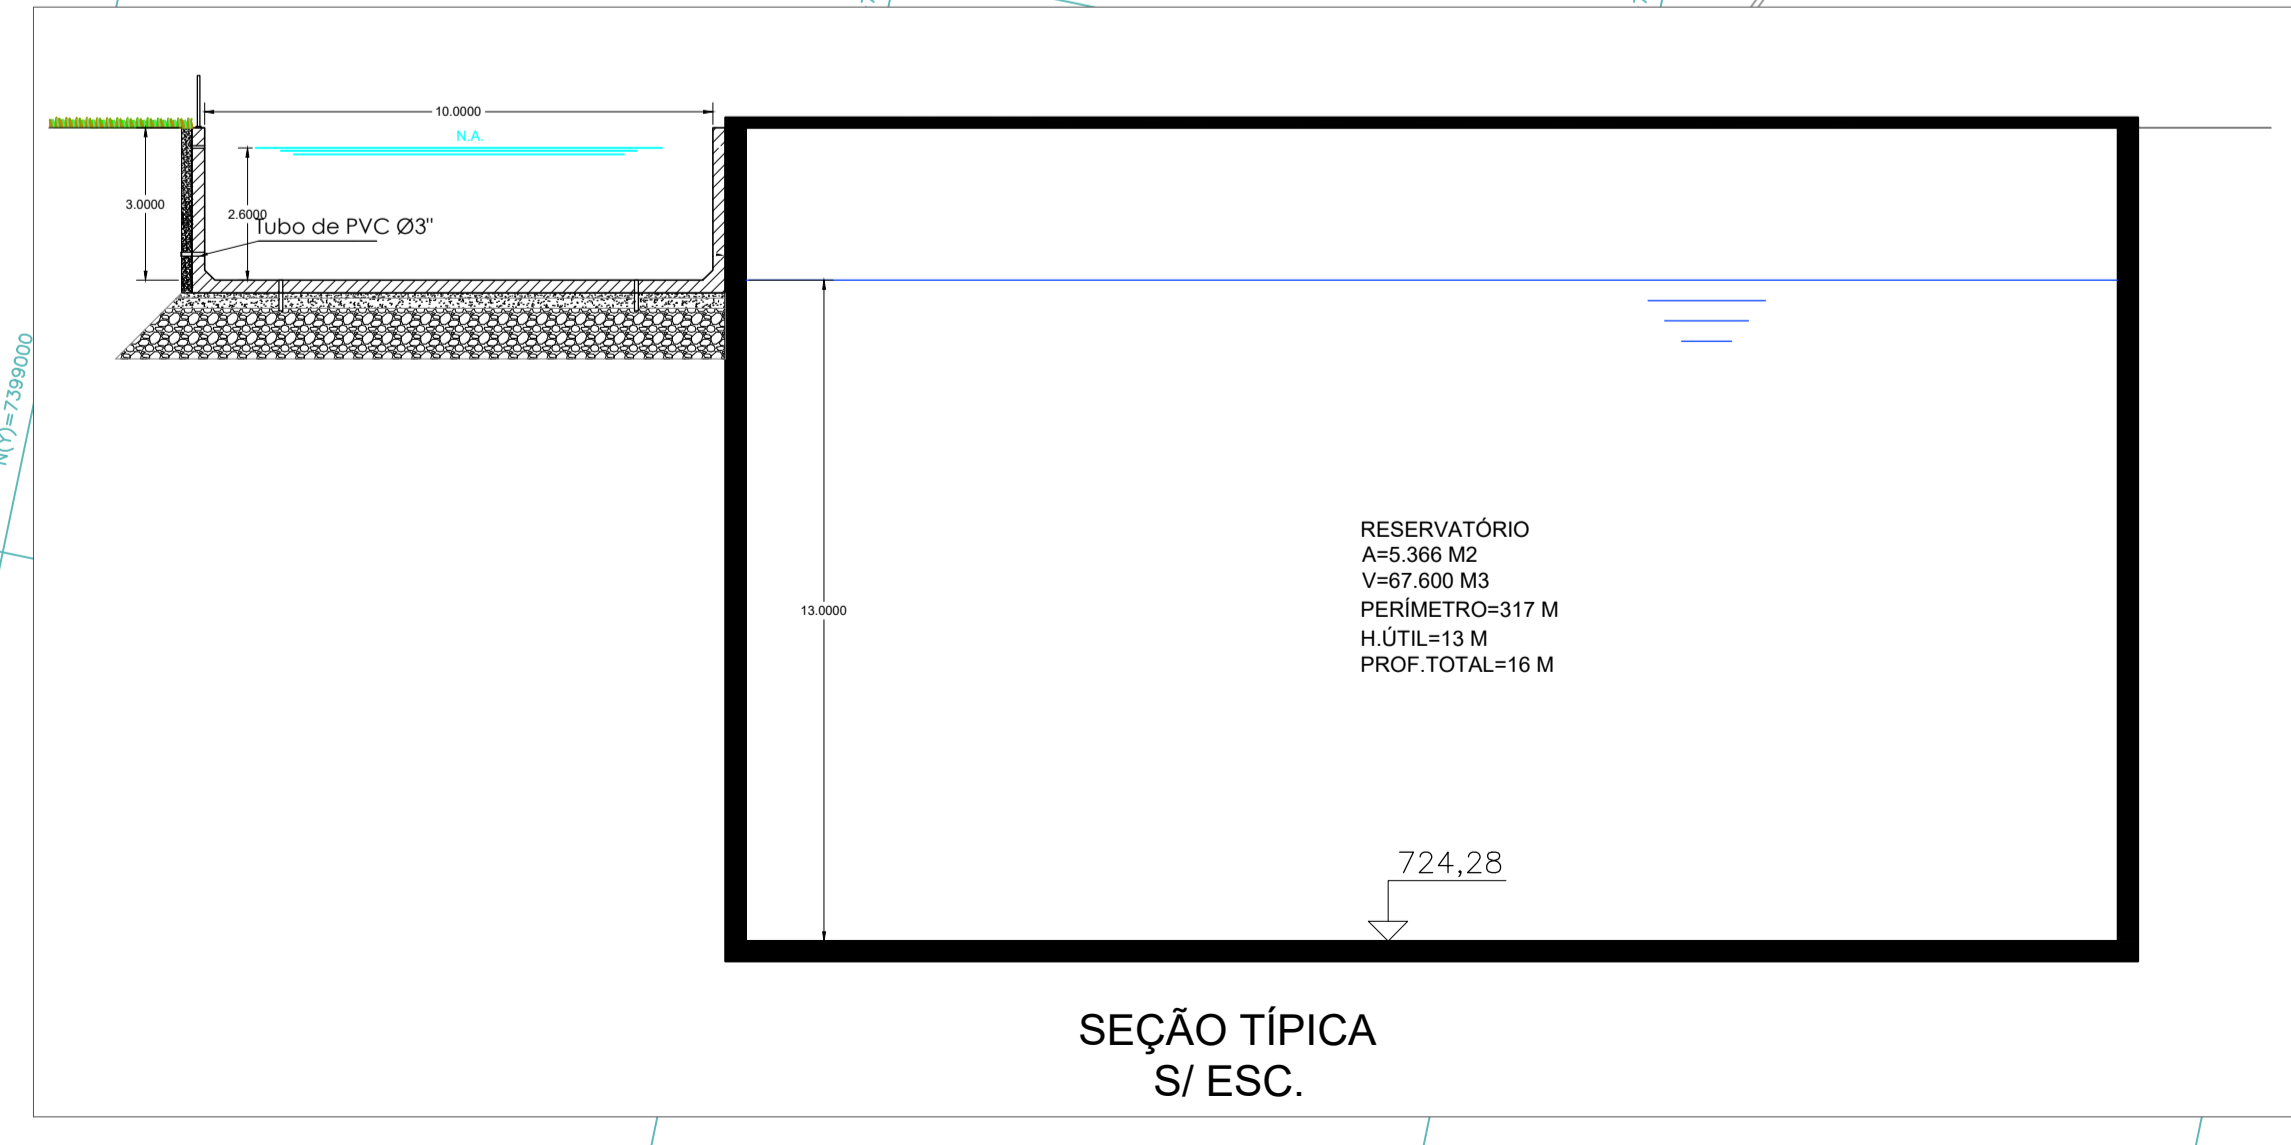 10.0000
N.A.
3.0000
2.6000
Tubo de PVC Ø3"
N(Y)=7399000
13.0000
RESERVATÓRIO
A=5.366 M2
V=67.600 M3
PERÍMETRO=317 M
H.ÚTIL=13 M
PROF.TOTAL=16 M
724,28
SEÇÃO TÍPICA
S/ ESC.